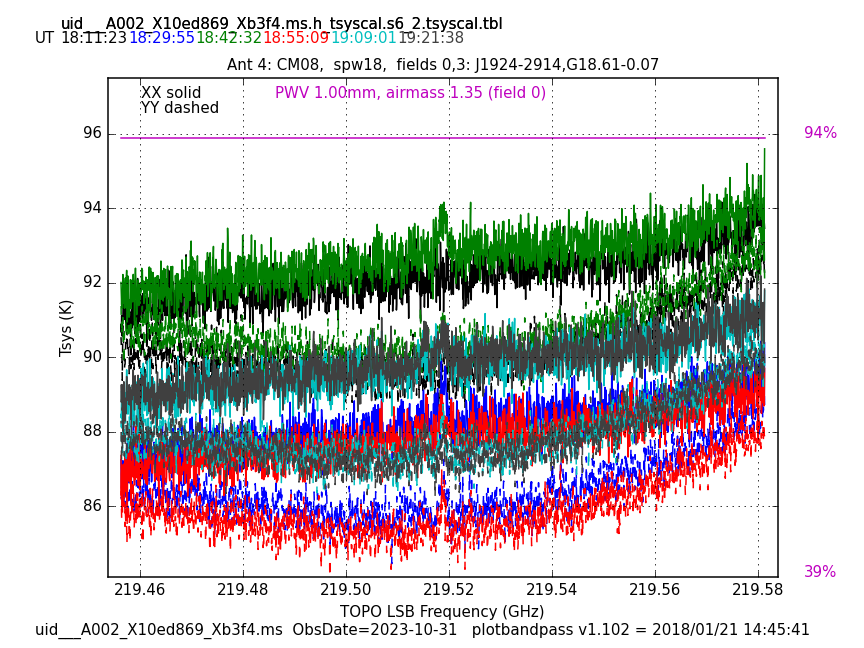 uid___A002_X10ed869_Xb3f4.ms.h_tsyscal.s6_2.tsyscal.tbl
UT 18:11:23 18:29:55 18:42:32 18:55:09 19:09:01 19:21:38
Ant 4: CM08,  spw18,  fields 0,3: J1924-2914,G18.61-0.07
XX solid
YY dashed
PWV 1.00mm, airmass 1.35 (field 0)
94%
96
94
92
90
88
86
Tsys (K)
39%
219.46 219.48 219.50 219.52 219.54 219.56 219.58
TOPO LSB Frequency (GHz)
uid___A002_X10ed869_Xb3f4.ms  ObsDate=2023-10-31   plotbandpass v1.102 = 2018/01/21 14:45:41